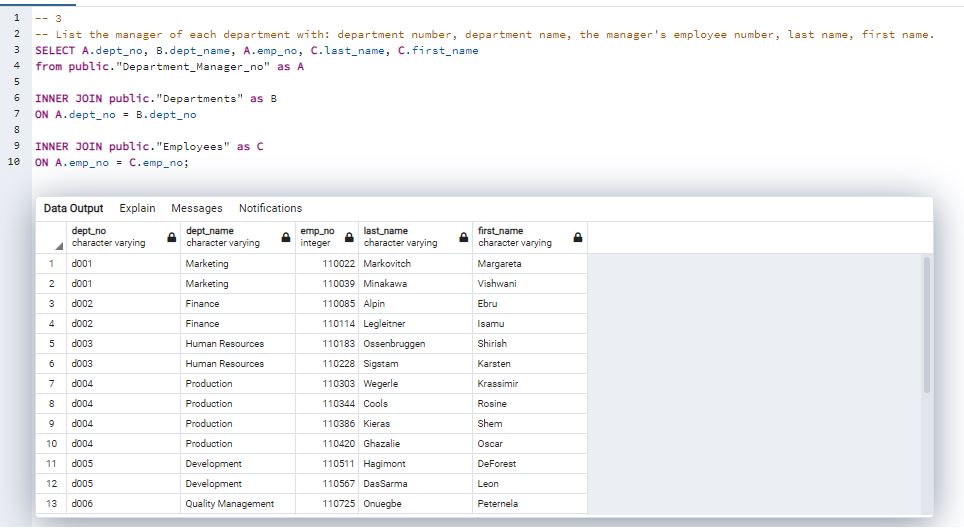 1 -- 3
2 -- List the manager of each department with: department number, department name, the manager's employee number, last name, first name.
3 SELECT A.dept_no, B.dept_name, A.emp_no, C.last_name, C.first_name
4 from public."Department_Manager_no" as A
5
6 INNER JOIN public."Departments" as B
7 ON A.dept_no = B.dept_no
8
9 INNER JOIN public."Employees" as C
10 ON A.emp_no = C.emp_no;
Data Output Explain Messages Notifications
dept_no dept_name emp_no last_name first_name
character varying character varying integer character varying character varying
1 d001 Marketing 110022 Markovitch Margareta
2 d001 Marketing 110039 Minakawa Vishwani
3 d002 Finance 110085 Alpin Ebru
4 d002 Finance 110114 Legleitner Isamu
5 d003 Human Resources 110183 Ossenbruggen Shirish
6 d003 Human Resources 110228 Sigstam Karsten
7 d004 Production 110303 Wegerle Krassimir
8 d004 Production 110344 Cools Rosine
9 d004 Production 110386 Kieras Shem
10 d004 Production 110420 Ghazalie Oscar
11 d005 Development 110511 Hagimont DeForest
12 d005 Development 110567 DasSarma Leon
13 d006 Quality Management 110725 Onuegbe Peternela